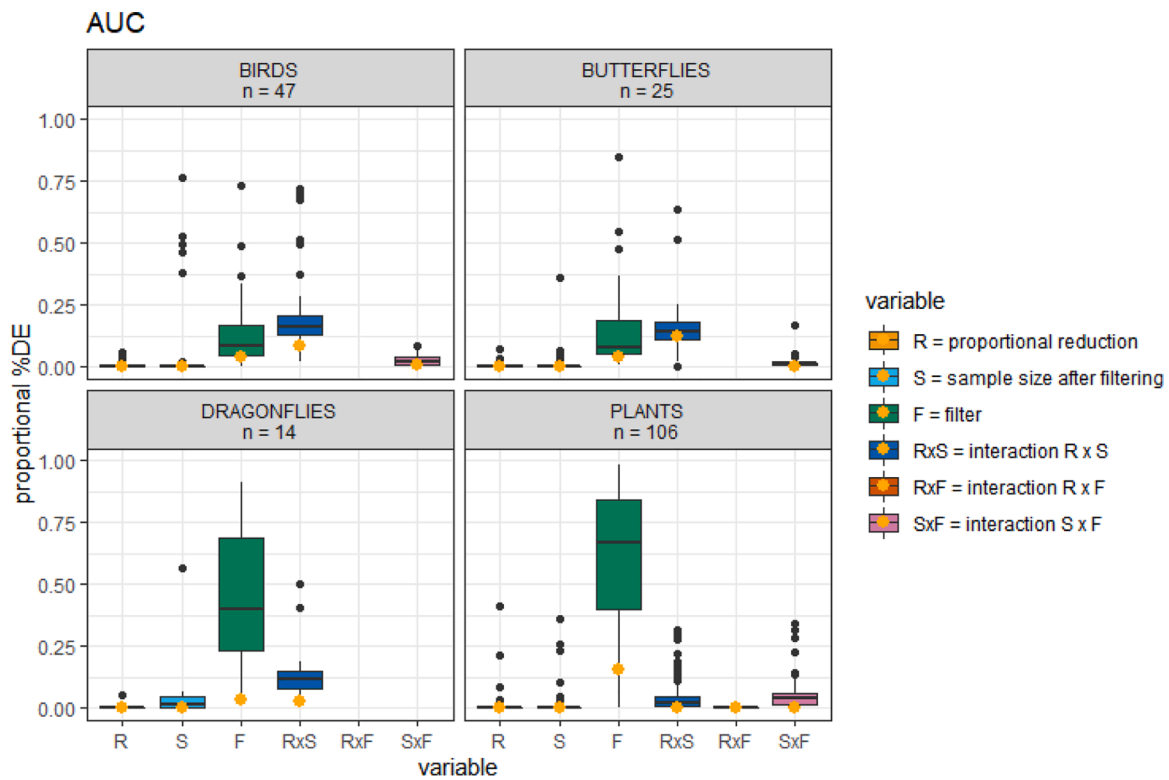 AUC
BIRDS
n = 47
BUTTERFLIES
n = 25
1.00
0.75
0.50
0.25
0.00
DRAGONFLIES
n = 14
PLANTS
n = 106
1.00
0.75
0.50
0.25
0.00
proportional %DE
R S F RxS RxF SxF
R S F RxS RxF SxF
variable
variable
R = proportional reduction
S = sample size after filtering
F = filter
RxS = interaction R x S
RxF = interaction R x F
SxF = interaction S x F